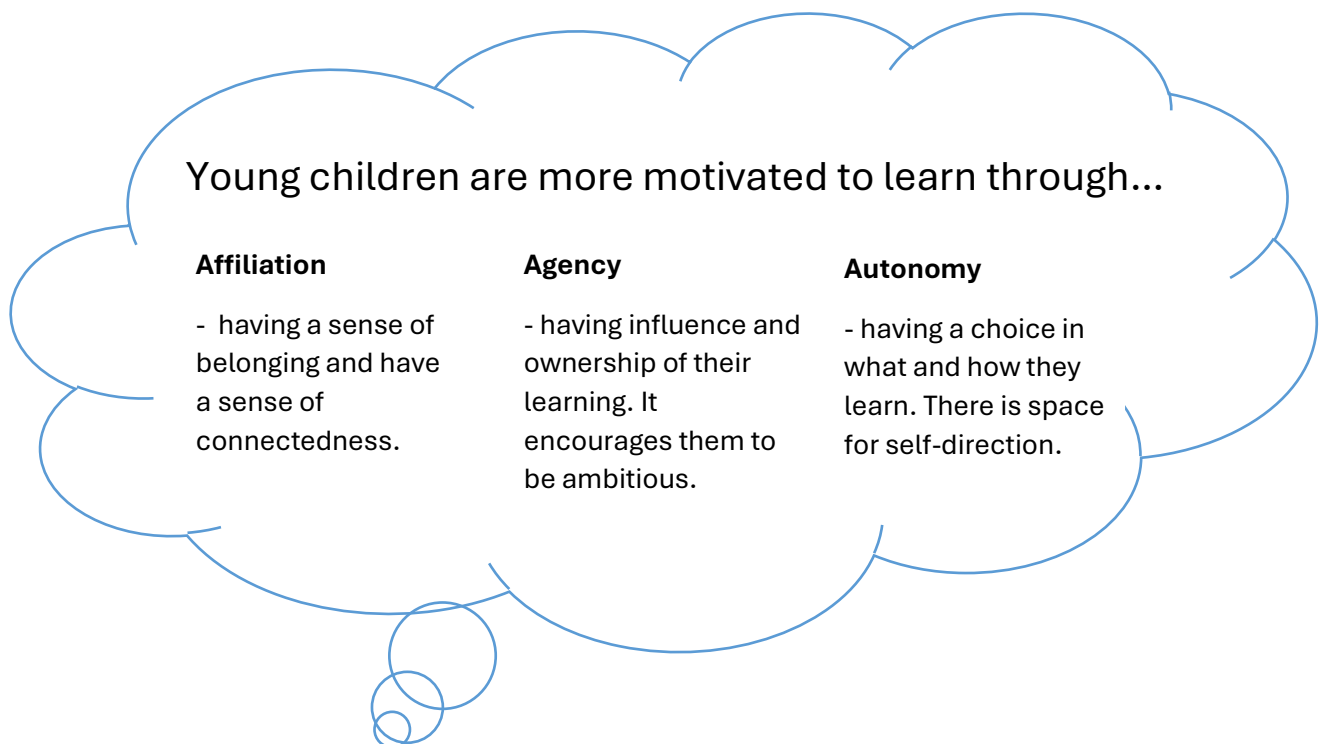 Young children are more motivated to learn through...
Affiliation
- having a sense of
belonging and have
a sense of
connectedness.
Agency
- having influence and
ownership of their
learning. It
encourages them to
be ambitious.
Autonomy
- having a choice in
what and how they
learn. There is space
for self-direction.